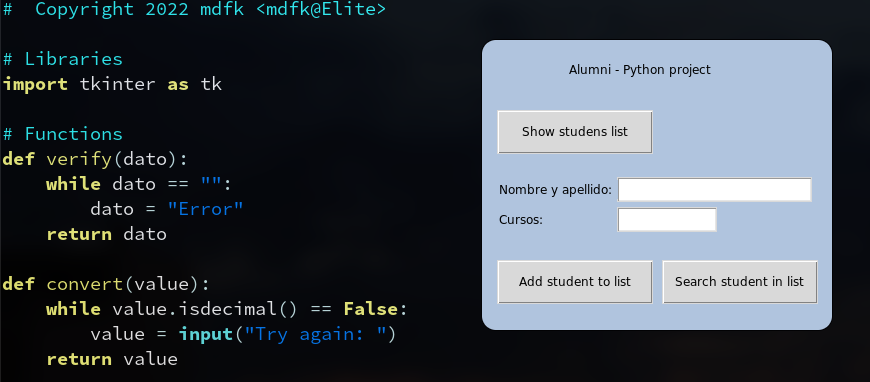 #  Copyright 2022 mdfk <mdfk@Elite>
# Libraries
import tkinter as tk
# Functions
def verify(dato):
    while dato == "":
        dato = "Error"
    return dato
def convert(value):
    while value.isdecimal() == False:
        value = input("Try again: ")
    return value
Alumni - Python project
Show studens list
Nombre y apellido:
Cursos:
Add student to list
Search student in list